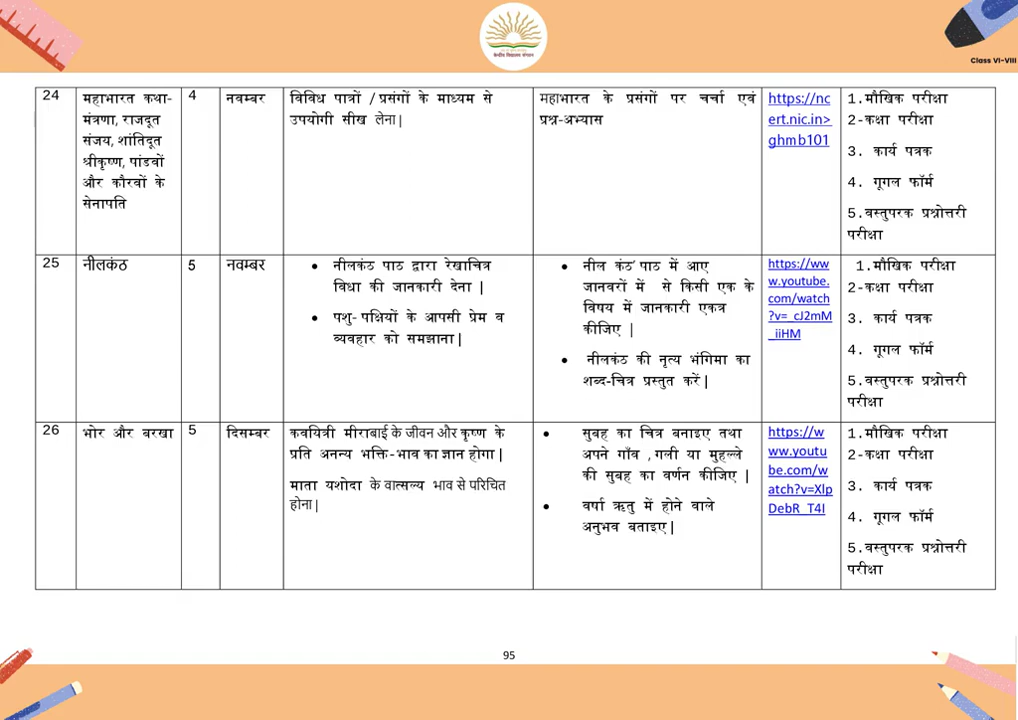 केन्द्रीय विद्यालय संगठन
Class VI-VIII
24
महाभारत कथा-
मंत्रणा, राजदूत
संजय, शांतिदूत
श्रीकृष्ण, पांडवों
और कौरवों के
सेनापति
4
नवम्बर
विविध पात्रों /प्रसंगों के माध्यम से
उपयोगी सीख लेना|
महाभारत के प्रसंगों पर चर्चा एवं
प्रश्न-अभ्यास
https://nc
ert.nic.in>
ghmb101
1.मौखिक परीक्षा
2-कक्षा परीक्षा
3. कार्य पत्रक
4. गूगल फॉर्म
5.वस्तुपरक प्रश्नोत्तरी
परीक्षा
25
नीलकंठ
5
नवम्बर
• नीलकंठ पाठ द्वारा रेखाचित्र
विधा की जानकारी देना |
• पशु- पक्षियों के आपसी प्रेम व
व्यवहार को समझाना|
• नील कंठ' पाठ में आए
जानवरों में से किसी एक के
विषय में जानकारी एकत्र
कीजिए |
• नीलकंठ की नृत्य भंगिमा का
शब्द-चित्र प्रस्तुत करें|
https://ww
w.youtube.
com/watch
?v=_cJ2mM
_iiHM
1.मौखिक परीक्षा
2-कक्षा परीक्षा
3. कार्य पत्रक
4. गूगल फॉर्म
5.वस्तुपरक प्रश्नोत्तरी
परीक्षा
26
भोर और बरखा
5
दिसम्बर
कवयित्री मीराबाई के जीवन और कृष्ण के
प्रति अनन्य भक्ति-भाव का ज्ञान होगा|
माता यशोदा के वात्सल्य भाव से परिचित
होना|
• सुबह का चित्र बनाइए तथा
अपने गाँव ,गली या मुहल्ले
की सुबह का वर्णन कीजिए |
• वर्षा ऋतु में होने वाले
अनुभव बताइए|
https://w
ww.youtu
be.com/w
atch?v=Xlp
DebR_T4I
1.मौखिक परीक्षा
2-कक्षा परीक्षा
3. कार्य पत्रक
4. गूगल फॉर्म
5.वस्तुपरक प्रश्नोत्तरी
परीक्षा
95